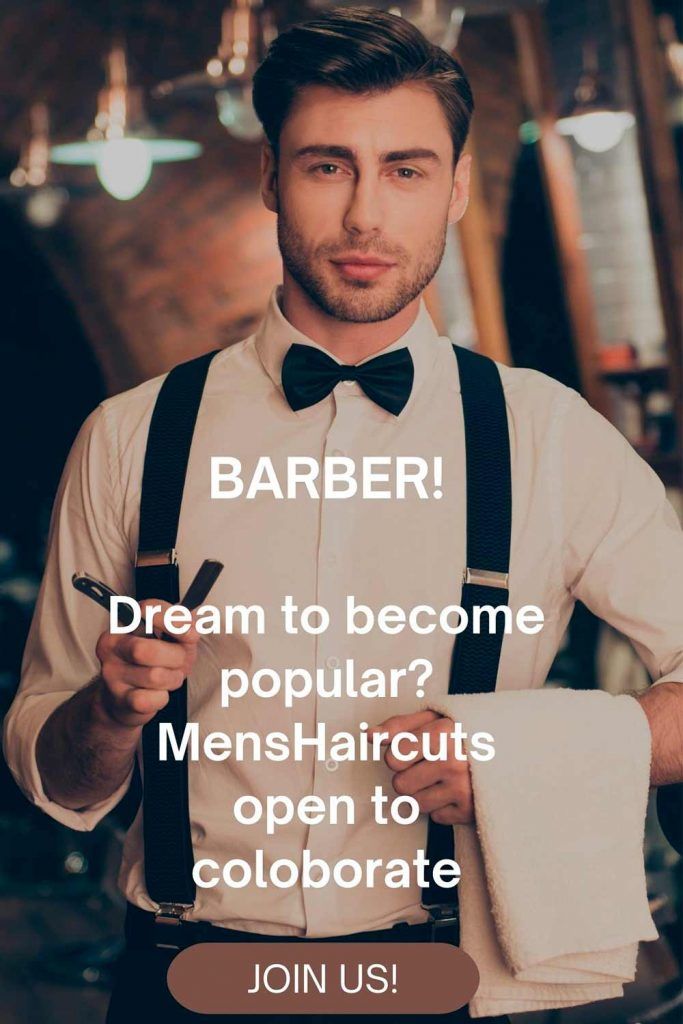 BARBER!
Dream to become
popular?
MensHaircuts
open to
coloborate
JOIN US!